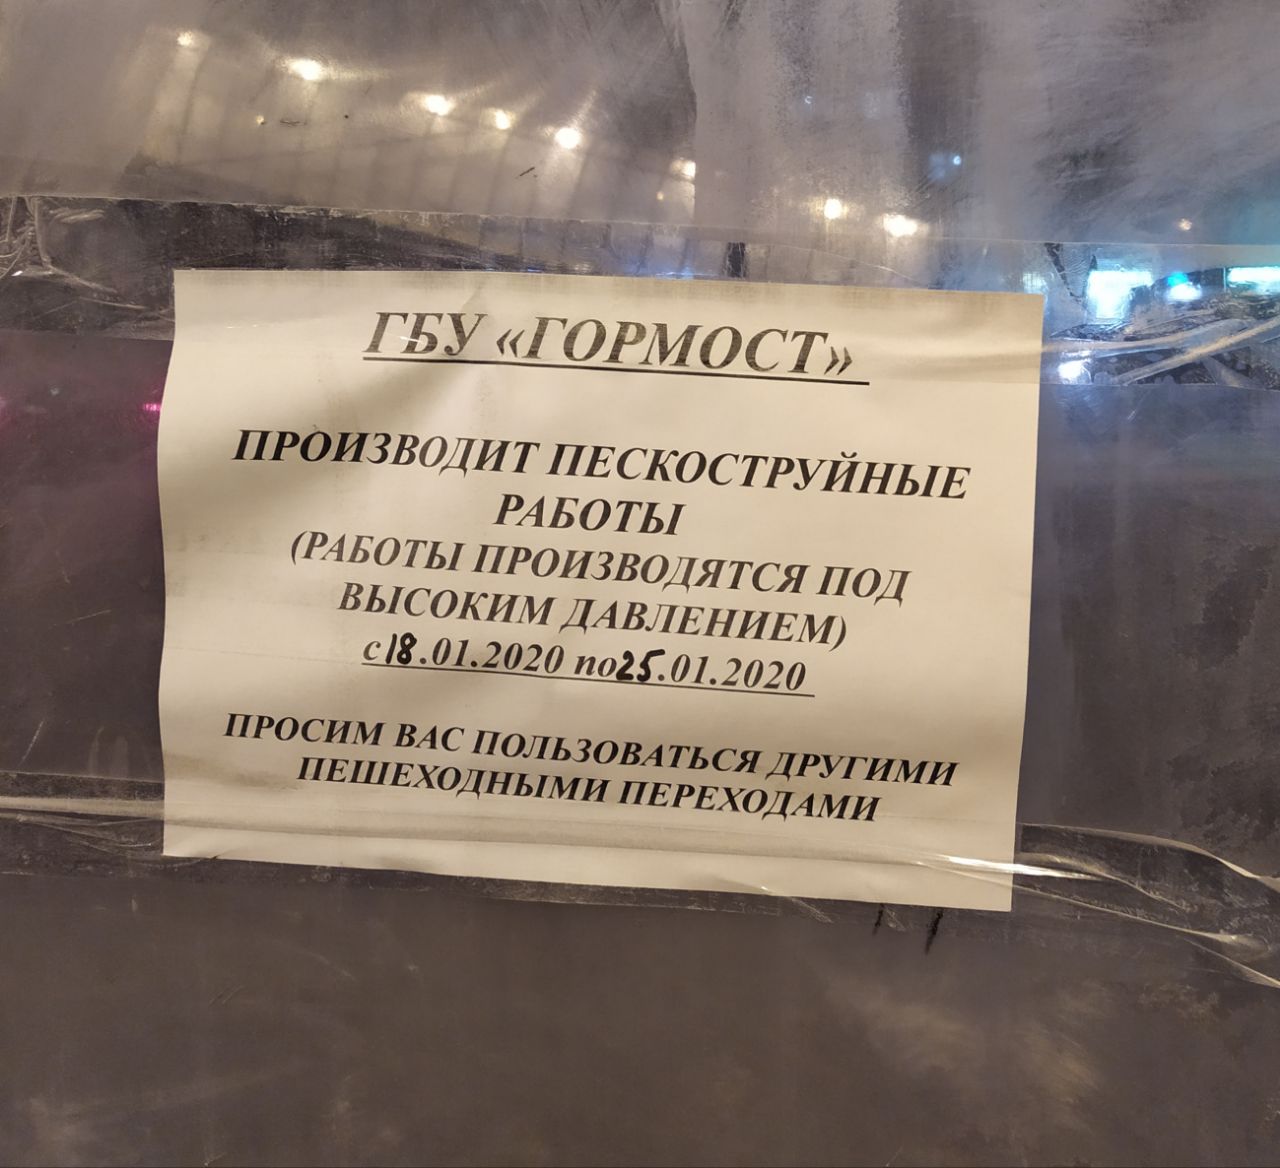 ГБУ «ГОРМОСТ»
ПРОИЗВОДИТ ПЕСКОСТРУЙНЫЕ
РАБОТЫ
(РАБОТЫ ПРОИЗВОДЯТСЯ ПОД
ВЫСОКИМ ДАВЛЕНИЕМ)
с18.01.2020 по25.01.2020
ПРОСИМ ВАС ПОЛЬЗОВАТЬСЯ ДРУГИМИ
ПЕШЕХОДНЫМИ ПЕРЕХОДАМИ